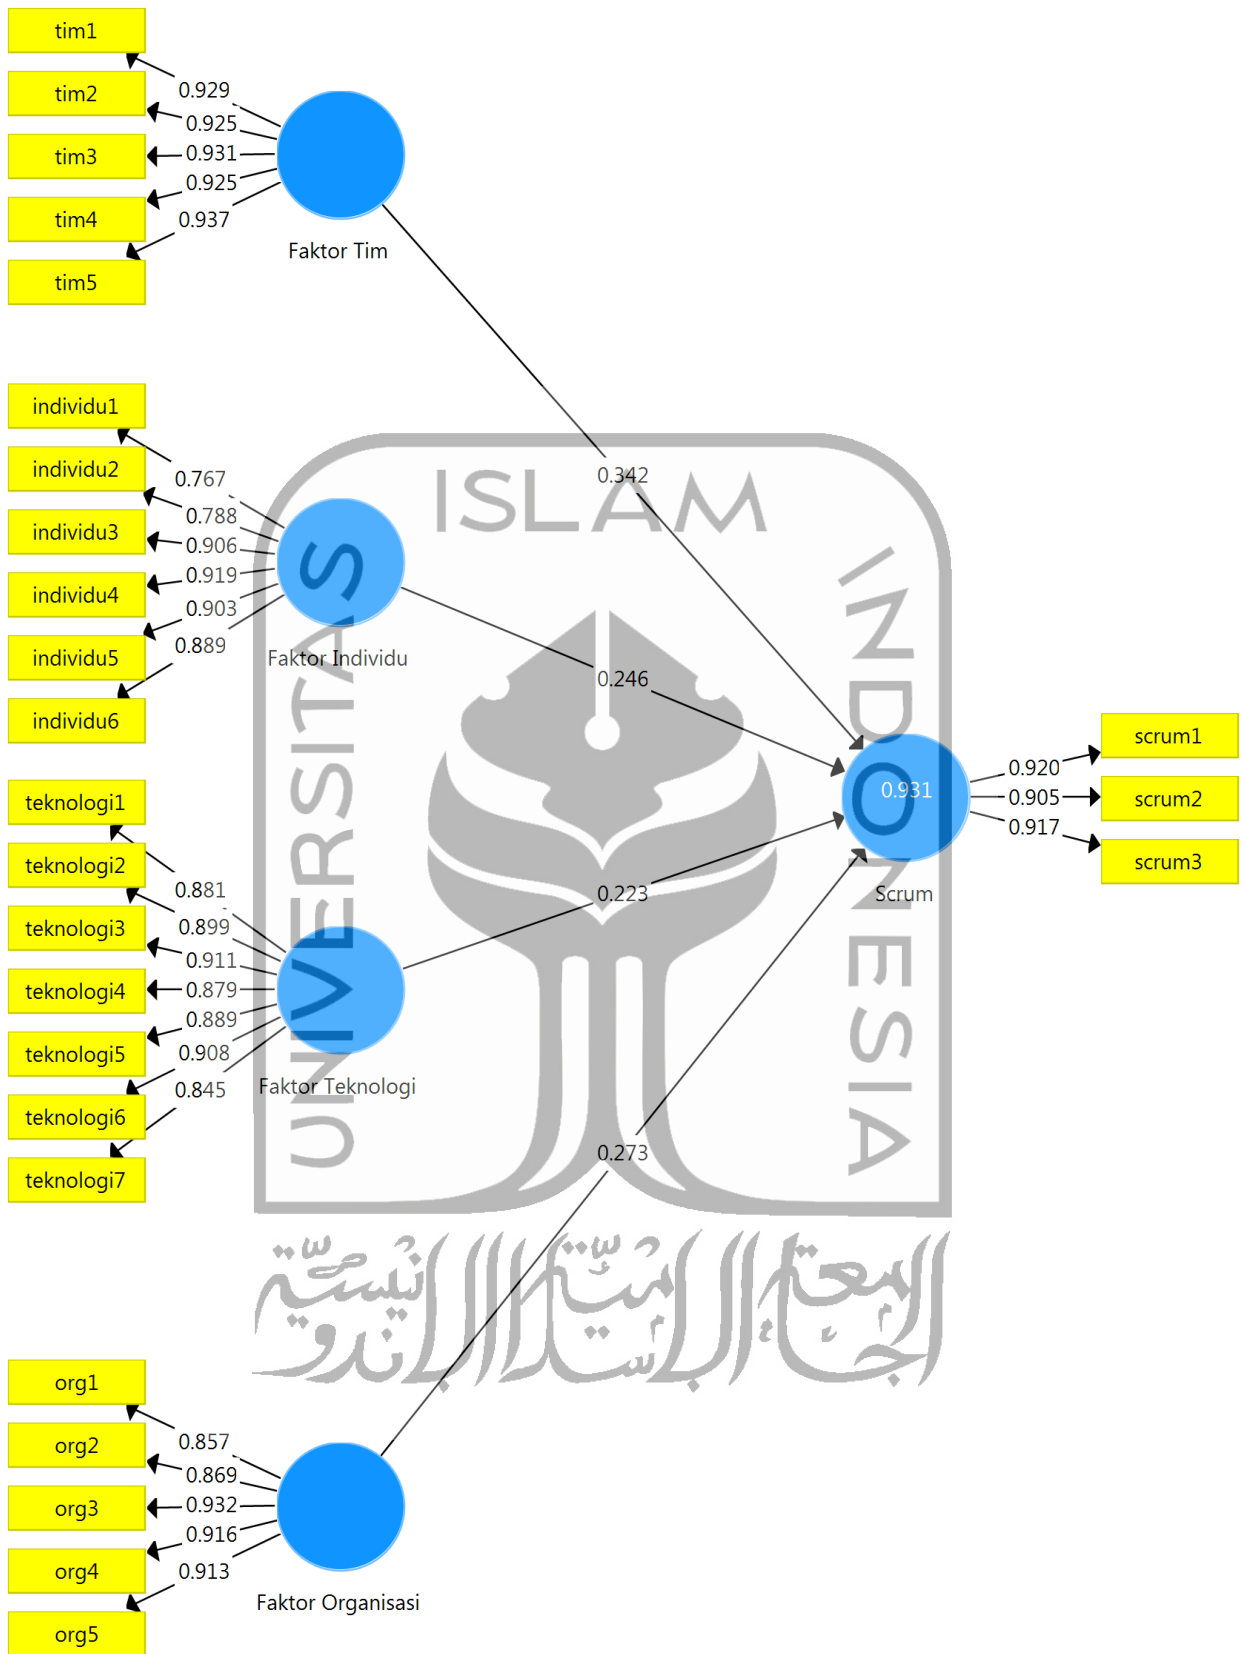 tim1
tim2
tim3
tim4
tim5
0.929
0.925
0.931
0.925
0.937
Faktor Tim
individu1
individu2
individu3
individu4
individu5
individu6
0.767
0.788
0.906
0.919
0.903
0.889
Faktor Individu
teknologi1
teknologi2
teknologi3
teknologi4
teknologi5
teknologi6
teknologi7
0.881
0.899
0.911
0.879
0.889
0.908
0.845
Faktor Teknologi
org1
org2
org3
org4
org5
0.857
0.869
0.932
0.916
0.913
Faktor Organisasi
0.342
0.246
0.223
0.273
0.931
Scrum
0.920
0.905
0.917
scrum1
scrum2
scrum3
UNIVERSITAS
ISLAM
INDONESIA